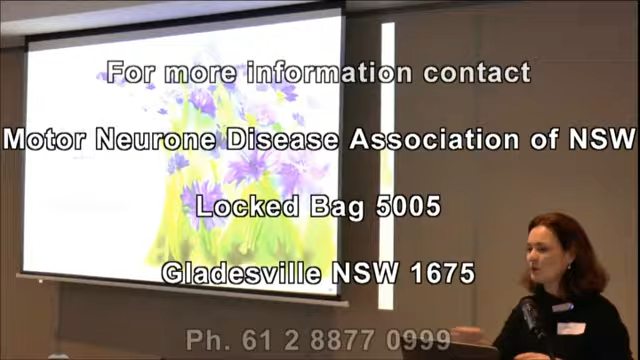 For more information contact
Motor Neurone Disease Association of NSW
Locked Bag 5005
Gladesville NSW 1675
Ph. 61 2 8877 0999